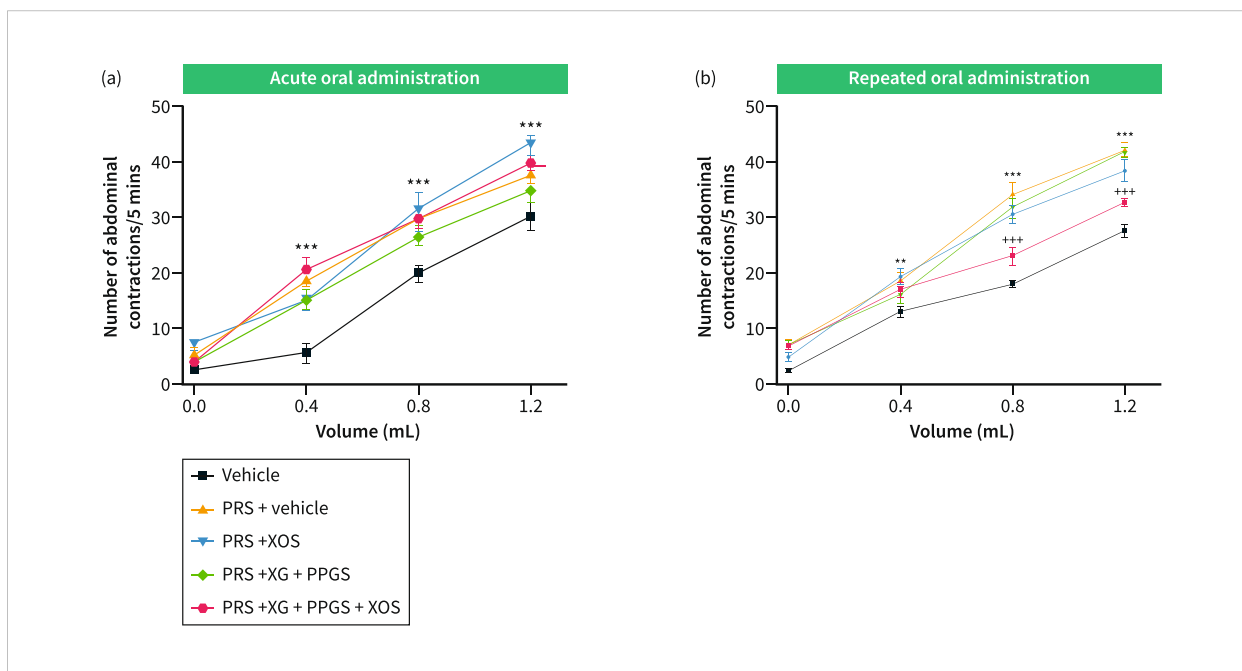 (a)
Acute oral administration
Number of abdominal
contractions/5 mins
50
40
30
20
10
0
***
***
***
0.0
0.4
0.8
1.2
Volume (mL)
(b)
Repeated oral administration
Number of abdominal
contractions/5 mins
50
40
30
20
10
0
**
***
***
+++
+++
0.0
0.4
0.8
1.2
Volume (mL)
Vehicle
PRS + vehicle
PRS +XOS
PRS +XG + PPGS
PRS +XG + PPGS + XOS